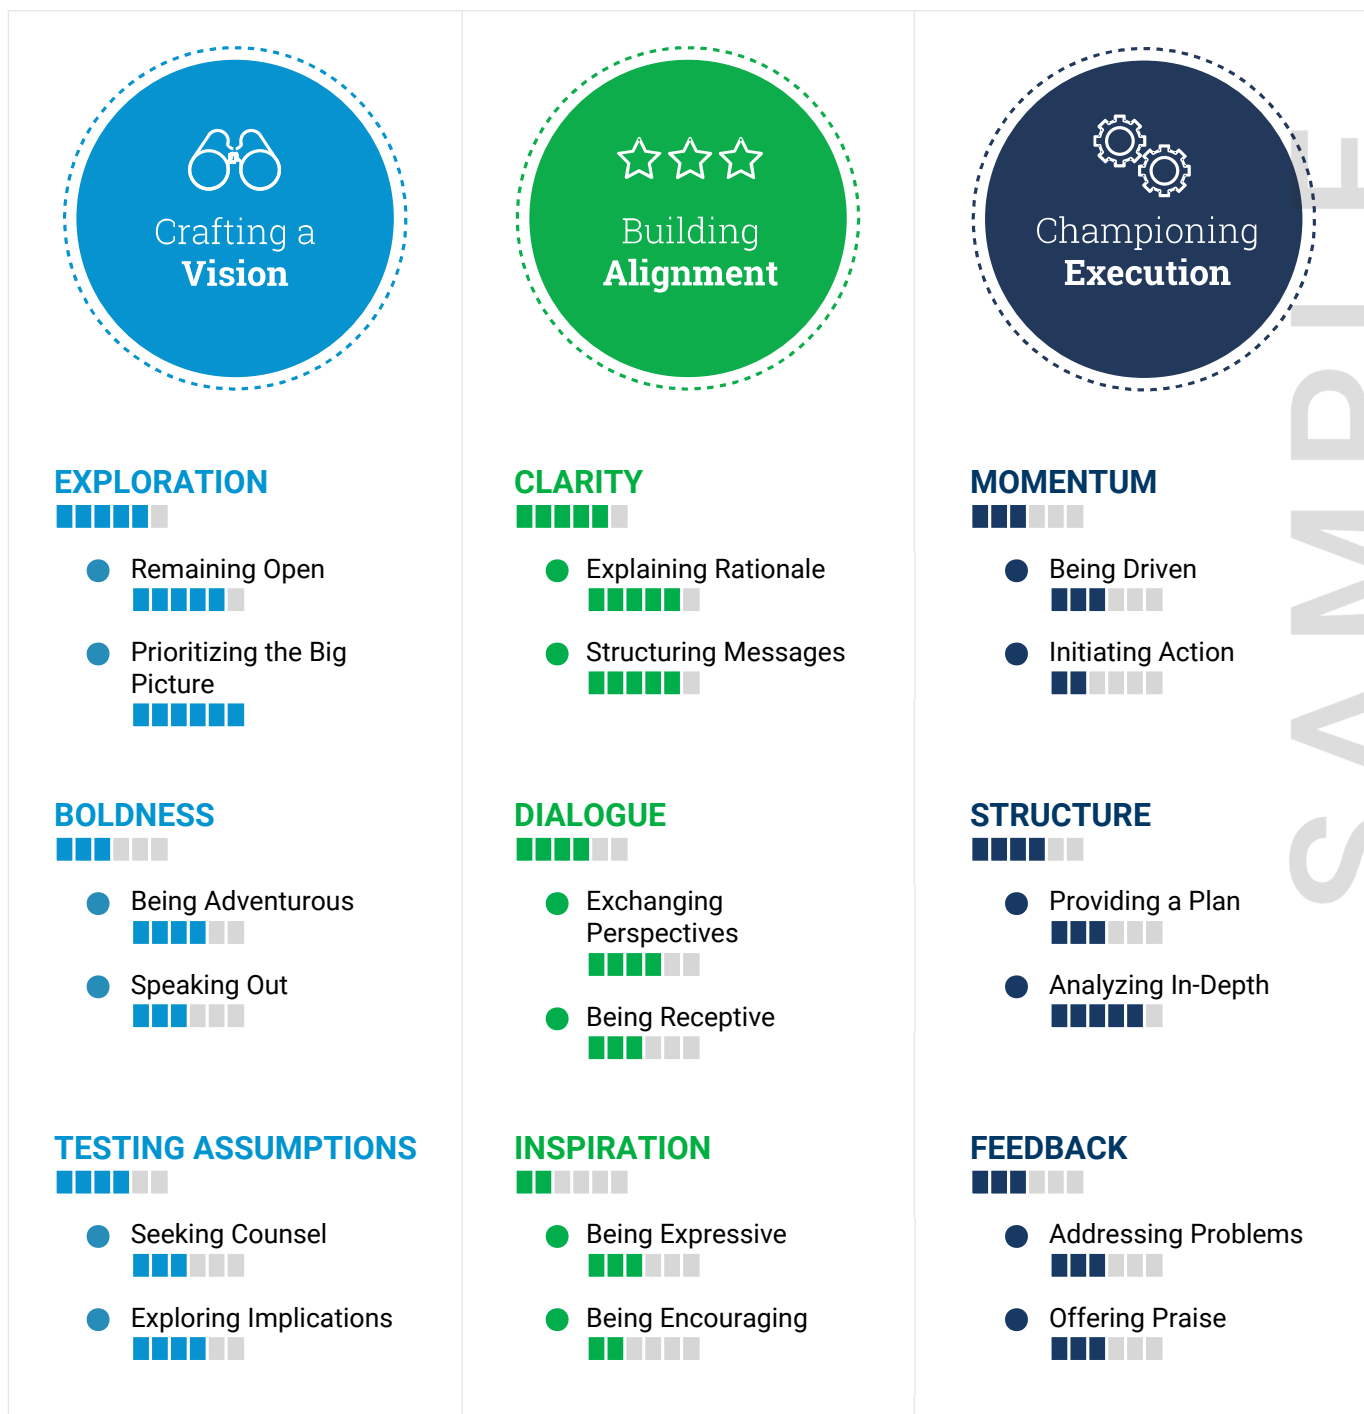 Crafting a
Vision
EXPLORATION
Remaining Open
Prioritizing the Big
Picture
BOLDNESS
Being Adventurous
Speaking Out
TESTING ASSUMPTIONS
Seeking Counsel
Exploring Implications
Building
Alignment
CLARITY
Explaining Rationale
Structuring Messages
DIALOGUE
Exchanging
Perspectives
Being Receptive
INSPIRATION
Being Expressive
Being Encouraging
Championing
Execution
MOMENTUM
Being Driven
Initiating Action
STRUCTURE
Providing a Plan
Analyzing In-Depth
FEEDBACK
Addressing Problems
Offering Praise
SAMPLE